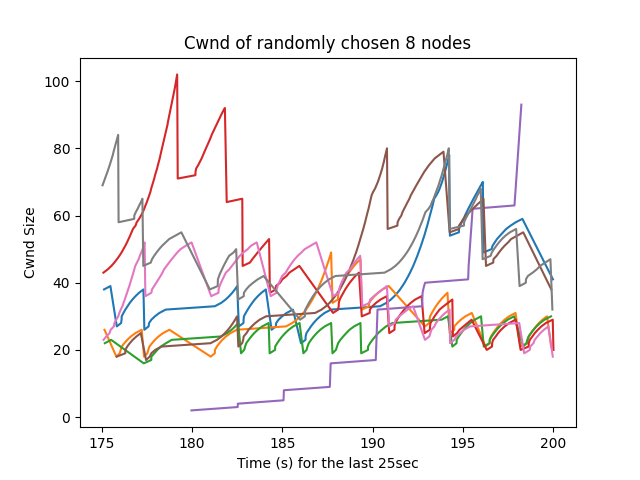 Cwnd of randomly chosen 8 nodes
100
80
60
40
20
0
Cwnd Size
175 180 185 190 195 200
Time (s) for the last 25sec